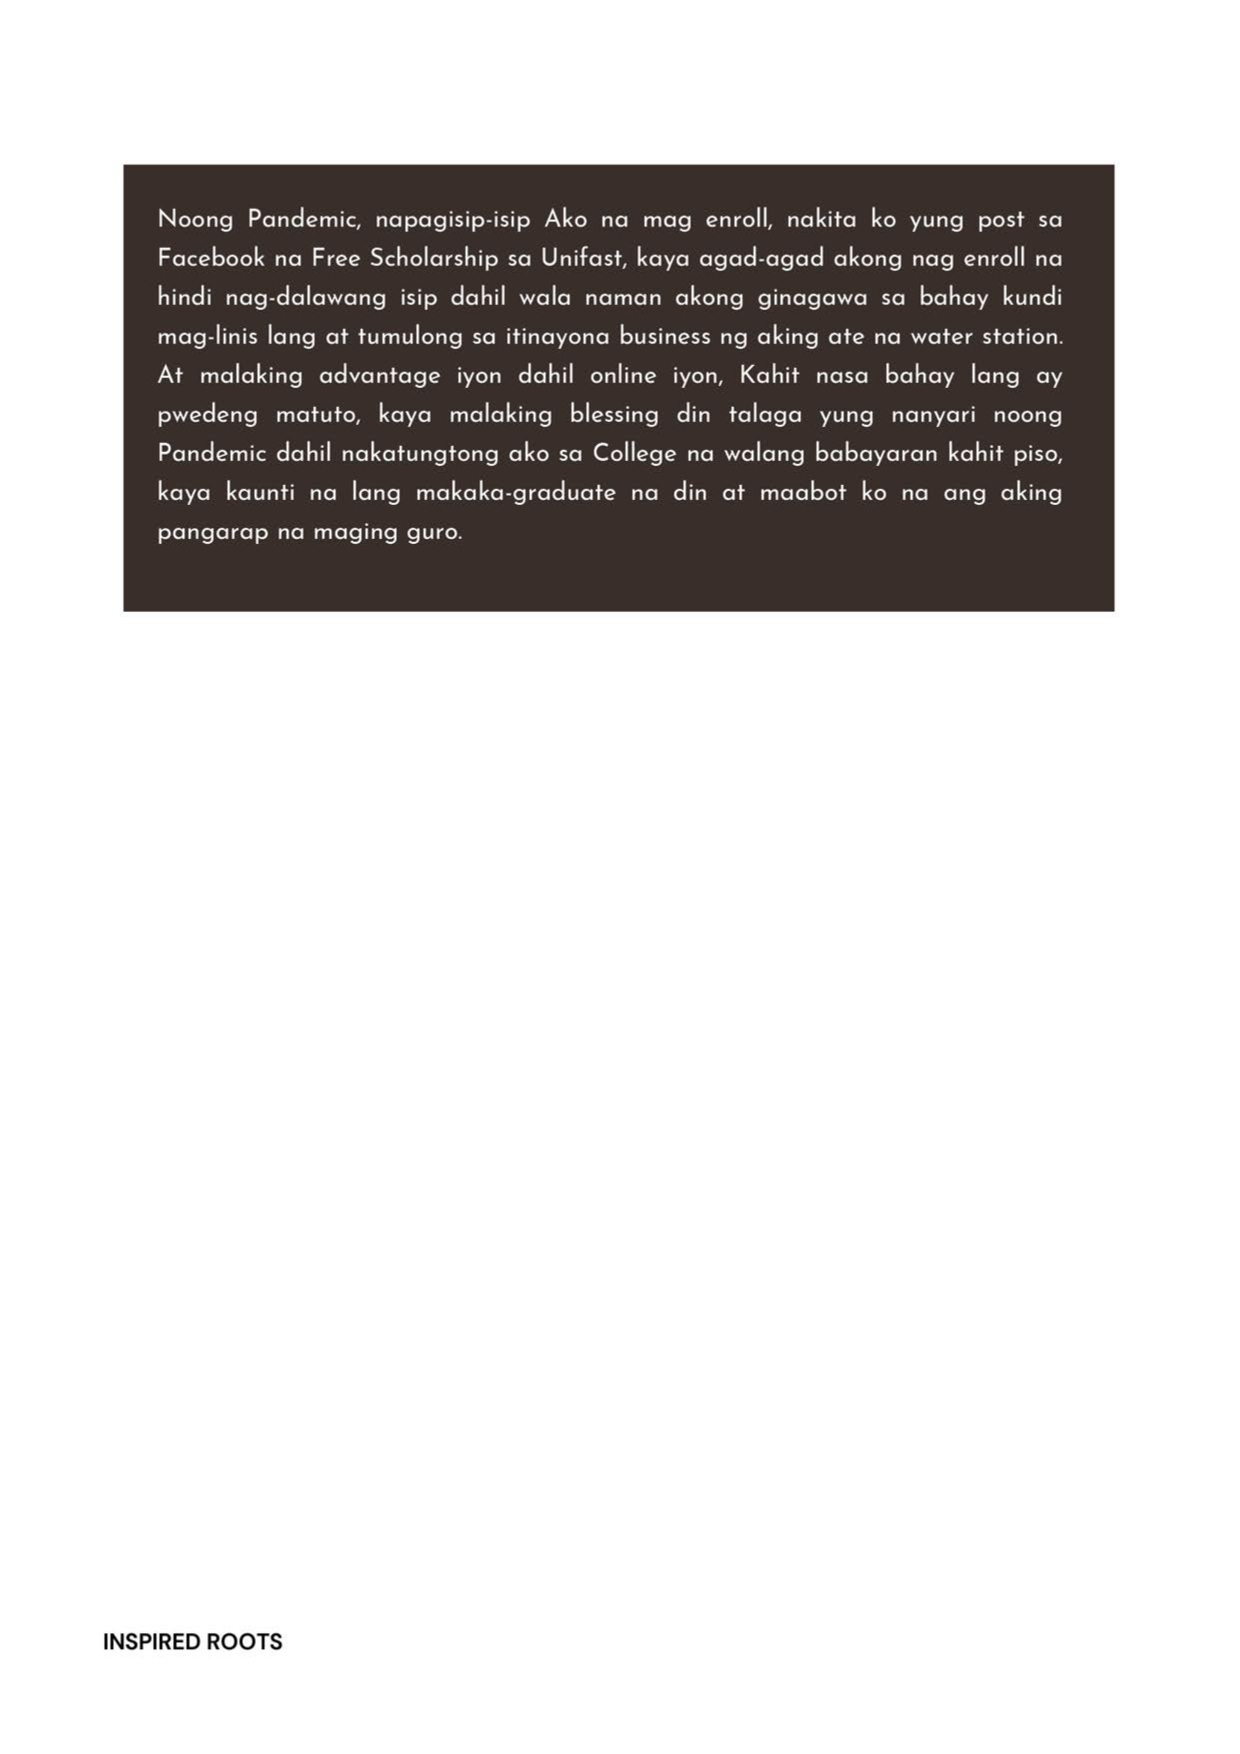 Noong Pandemic, napagisip-isip Ako na mag enroll, nakita ko yung post sa
Facebook na Free Scholarship sa Unifast, kaya agad-agad akong nag enroll na
hindi nag-dalawang isip dahil wala naman akong ginagawa sa bahay kundi
mag-linis lang at tumulong sa itinayona business ng aking ate na water station.
At malaking advantage iyon dahil online iyon, Kahit nasa bahay lang ay
pwedeng matuto, kaya malaking blessing din talaga yung nanyari noong
Pandemic dahil nakatungtong ako sa College na walang babayaran kahit piso,
kaya kaunti na lang makaka-graduate na din at maabot ko na ang aking
pangarap na maging guro.
INSPIRED ROOTS